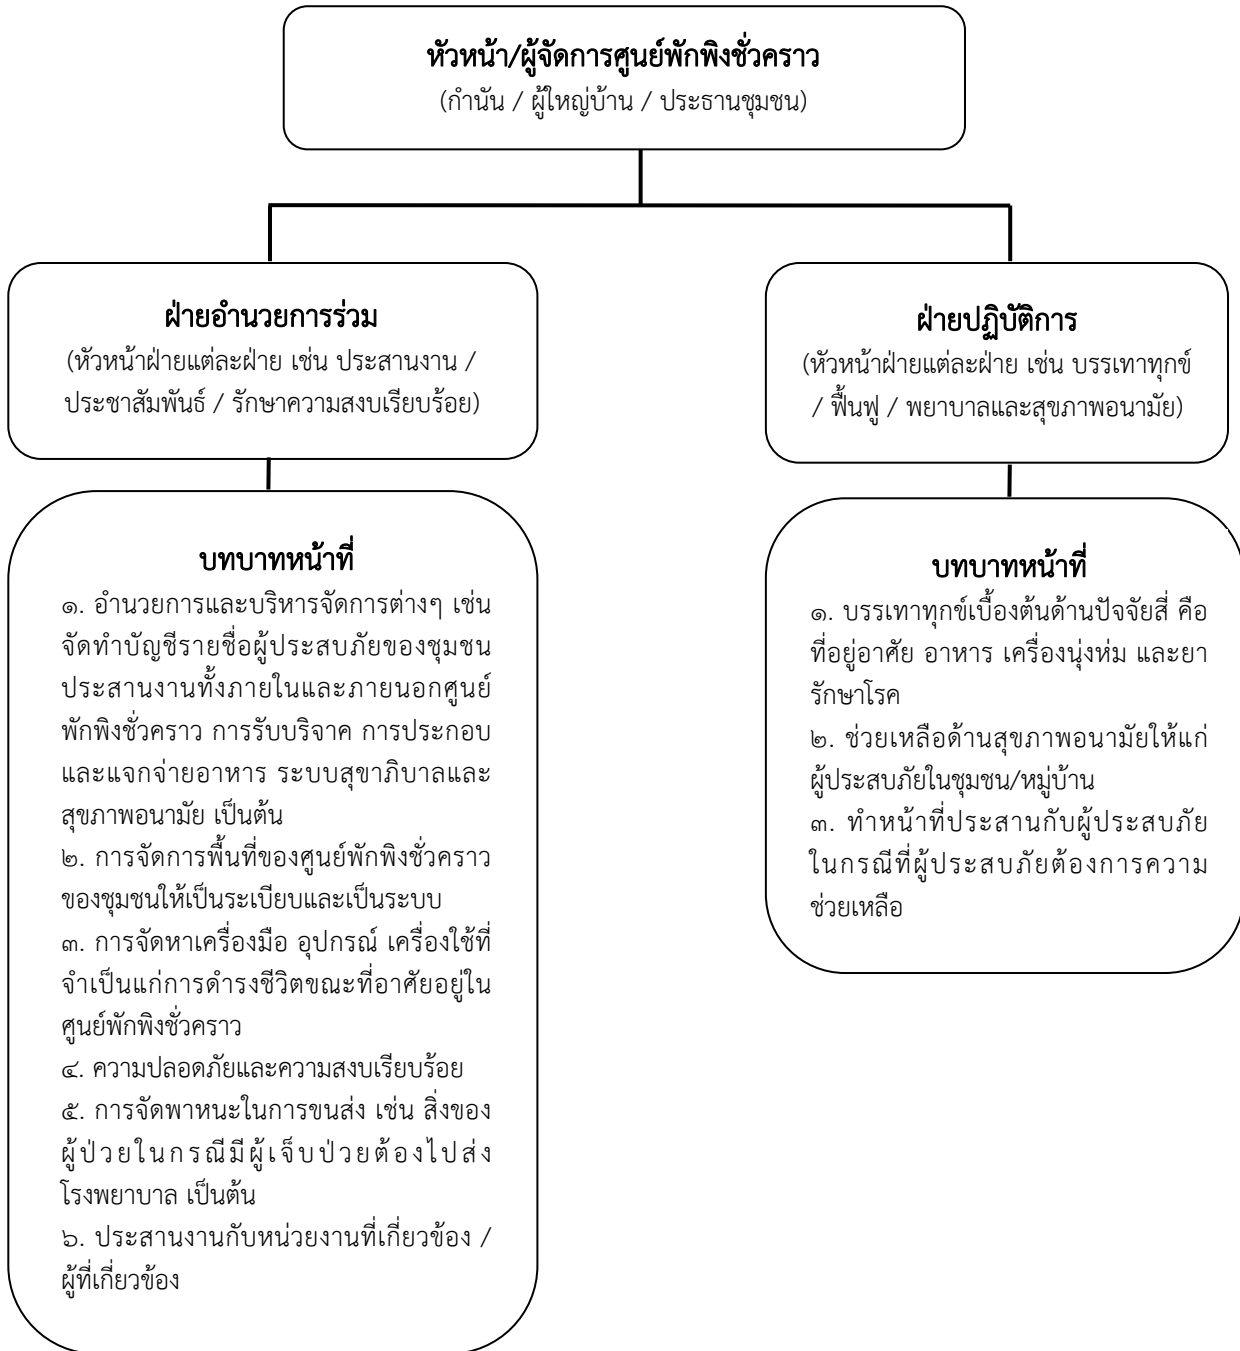 หัวหน้า/ผู้จัดการศูนย์พักพิงชั่วคราว
(กำนัน / ผู้ใหญ่บ้าน / ประธานชุมชน)
ฝ่ายอำนวยการร่วม
(หัวหน้าฝ่ายแต่ละฝ่าย เช่น ประสานงาน /
ประชาสัมพันธ์ / รักษาความสงบเรียบร้อย)
ฝ่ายปฏิบัติการ
(หัวหน้าฝ่ายแต่ละฝ่าย เช่น บรรเทาทุกข์
/ ฟื้นฟู / พยาบาลและสุขภาพอนามัย)
บทบาทหน้าที่
๑. อำนวยการและบริหารจัดการต่างๆ เช่น
จัดทำบัญชีรายชื่อผู้ประสบภัยของชุมชน
ประสานงานทั้งภายในและภายนอกศูนย์
พักพิงชั่วคราว การรับบริจาค การประกอบ
และแจกจ่ายอาหาร ระบบสุขาภิบาลและ
สุขภาพอนามัย เป็นต้น
๒. การจัดการพื้นที่ของศูนย์พักพิงชั่วคราว
ของชุมชนให้เป็นระเบียบและเป็นระบบ
๓. การจัดหาเครื่องมือ อุปกรณ์ เครื่องใช้ที่
จำเป็นแก่การดำรงชีวิตขณะที่อาศัยอยู่ใน
ศูนย์พักพิงชั่วคราว
๔. ความปลอดภัยและความสงบเรียบร้อย
๕. การจัดพาหนะในการขนส่ง เช่น สิ่งของ
ผู้ป่วยในกรณีมีผู้เจ็บป่วยต้องไปส่ง
โรงพยาบาล เป็นต้น
๖. ประสานงานกับหน่วยงานที่เกี่ยวข้อง /
ผู้ที่เกี่ยวข้อง
บทบาทหน้าที่
๑. บรรเทาทุกข์เบื้องต้นด้านปัจจัยสี่ คือ
ที่อยู่อาศัย อาหาร เครื่องนุ่งห่ม และยา
รักษาโรค
๒. ช่วยเหลือด้านสุขภาพอนามัยให้แก่
ผู้ประสบภัยในชุมชน/หมู่บ้าน
๓. ทำหน้าที่ประสานกับผู้ประสบภัย
ในกรณีที่ผู้ประสบภัยต้องการความ
ช่วยเหลือ